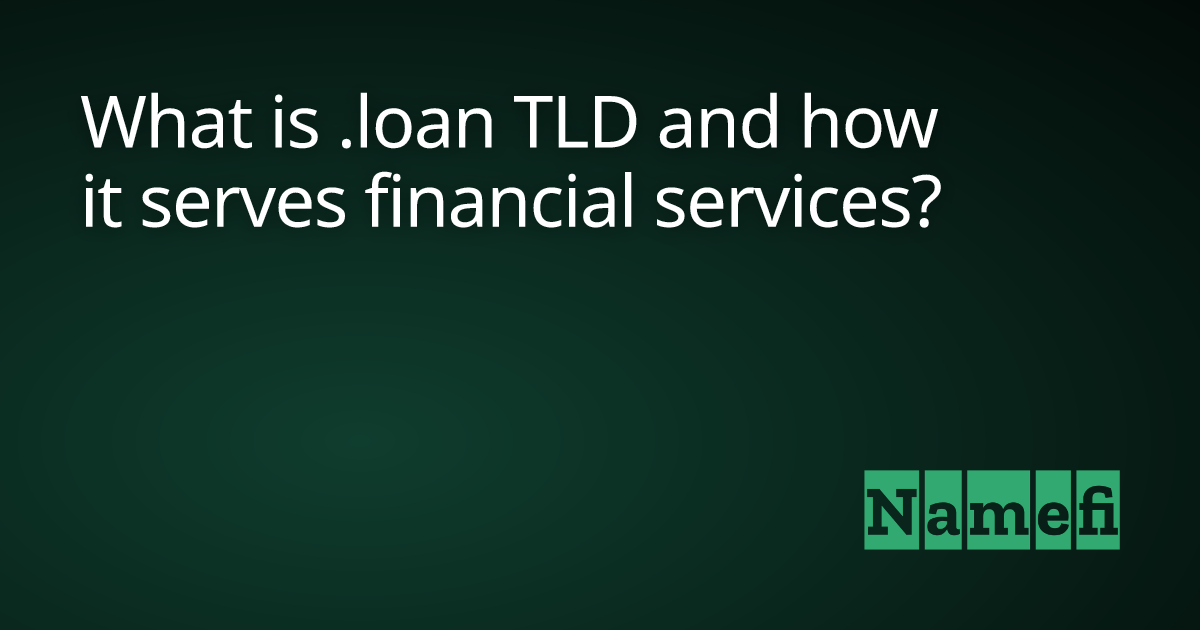 What is .loan TLD and how
it serves financial services?
Namefi